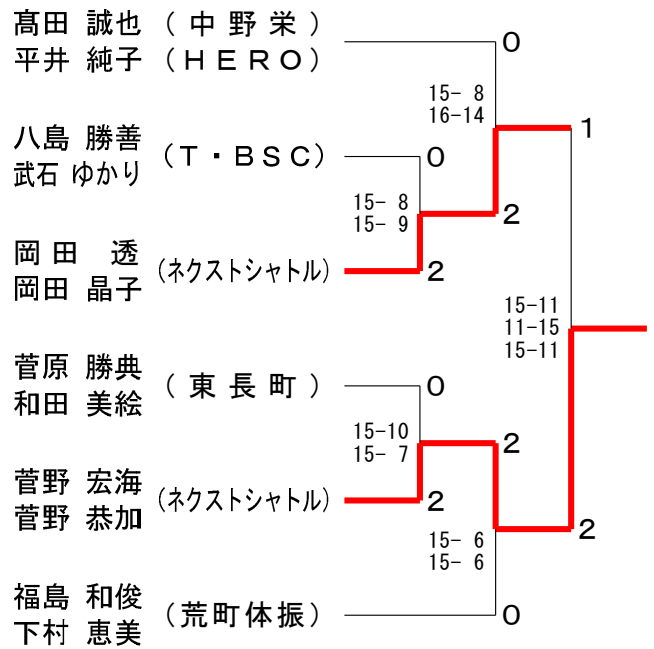 髙田 誠也 (中野栄)
平井 純子 (HERO)
0
15- 8
16-14
1
八島 勝善
武石 ゆかり
(T・BSC)
0
15- 8
15- 9
2
岡田 透
岡田 晶子
(ネクストシャトル)
2
15-11
11-15
15-11
菅原 勝典
和田 美絵
(東長町)
0
15-10
15- 7
2
菅野 宏海
菅野 恭加
(ネクストシャトル)
2
15- 6
15- 6
2
福島 和俊
下村 恵美
(荒町体振)
0